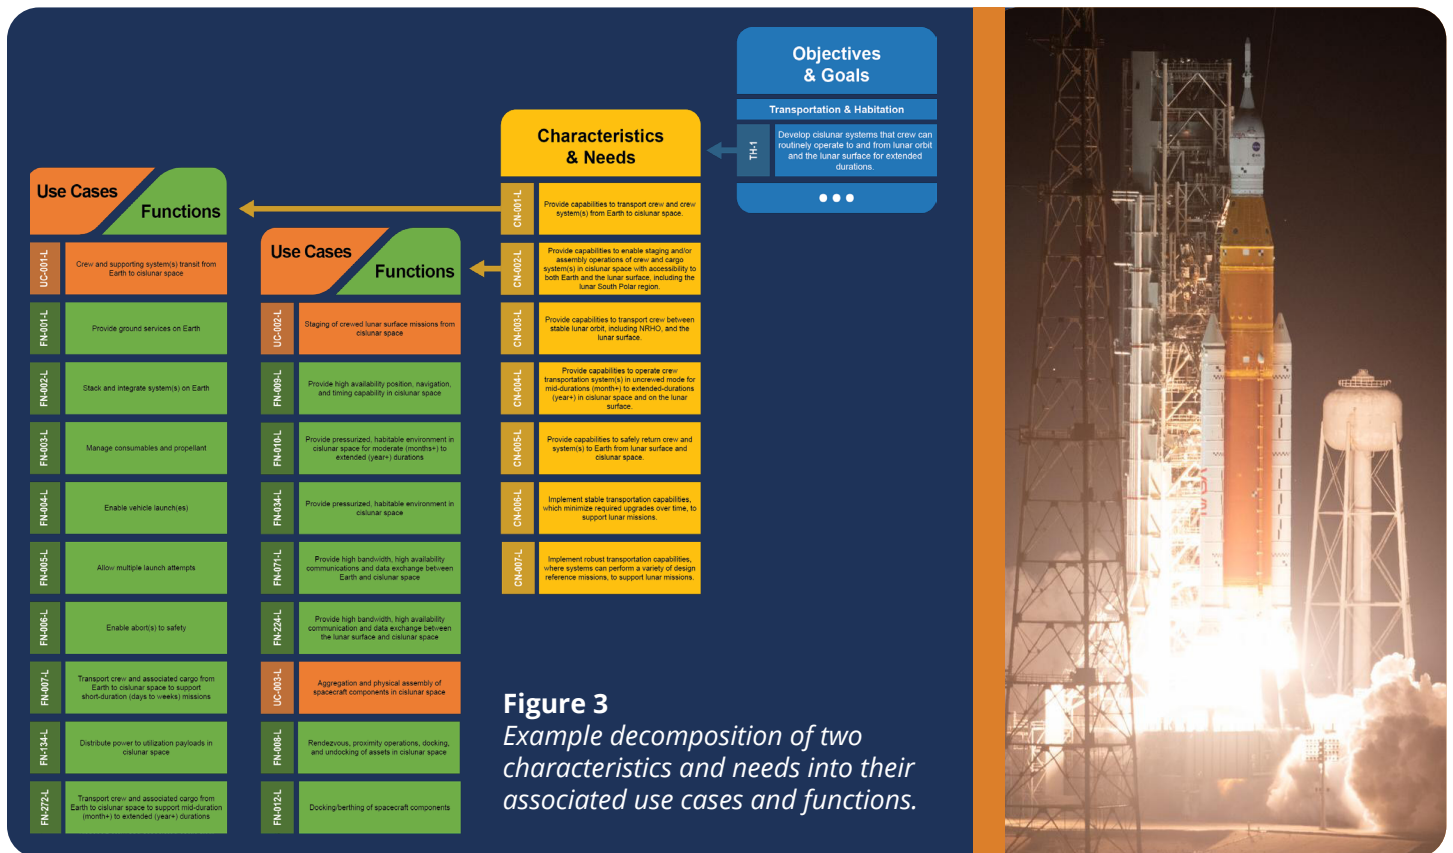 Objectives
& Goals
Transportation & Habitation
TH-1
Develop cislunar systems that crew can
routinely operate to and from lunar orbit
and the lunar surface for extended
durations.
Characteristics
& Needs
CN-001-L
Provide capabilities to transport crew and crew
system(s) from Earth to cislunar space.
CN-002-L
Provide capabilities to enable staging and/or
assembly operations of crew and cargo
system(s) in cislunar space with accessibility to
both Earth and the lunar surface, including the
lunar South Polar region.
CN-003-L
Provide capabilities to transport crew between
stable lunar orbit, including NRHO, and the
lunar surface.
CN-004-L
Provide capabilities to operate crew
transportation system(s) in uncrewed mode for
mid-durations (month+) to extended-durations
(year+) in cislunar space and on the lunar
surface.
CN-005-L
Provide capabilities to safely return crew and
system(s) to Earth from lunar surface and
cislunar space.
CN-006-L
Implement stable transportation capabilities,
which minimize required upgrades over time, to
support lunar missions.
CN-007-L
Implement robust transportation capabilities,
where systems can perform a variety of design
reference missions, to support lunar missions.
Use Cases
Functions
UC-001-L
Crew and supporting system(s) transit from
Earth to cislunar space
FN-001-L
Provide ground services on Earth
FN-002-L
Stack and integrate system(s) on Earth
FN-003-L
Manage consumables and propellant
FN-004-L
Enable vehicle launch(es)
FN-005-L
Allow multiple launch attempts
FN-006-L
Enable abort(s) to safety
FN-007-L
Transport crew and associated cargo from
Earth to cislunar space to support
short-duration (days to weeks) missions
FN-134-L
Distribute power to utilization payloads in
cislunar space
FN-272-L
Transport crew and associated cargo from
Earth to cislunar space to support mid-duration
(month+) to extended (year+) durations
Use Cases
Functions
UC-002-L
Staging of crewed lunar surface missions from
cislunar space
FN-009-L
Provide high availability position, navigation,
and timing capability in cislunar space
FN-010-L
Provide pressurized, habitable environment in
cislunar space for moderate (months+) to
extended (year+) durations
FN-034-L
Provide pressurized, habitable environment in
cislunar space
FN-071-L
Provide high bandwidth, high availability
communications and data exchange between
Earth and cislunar space
FN-224-L
Provide high bandwidth, high availability
communication and data exchange between
the lunar surface and cislunar space
UC-003-L
Aggregation and physical assembly of
spacecraft components in cislunar space
FN-008-L
Rendezvous, proximity operations, docking,
and undocking of assets in cislunar space
FN-012-L
Docking/berthing of spacecraft components
Figure 3
Example decomposition of two
characteristics and needs into their
associated use cases and functions.